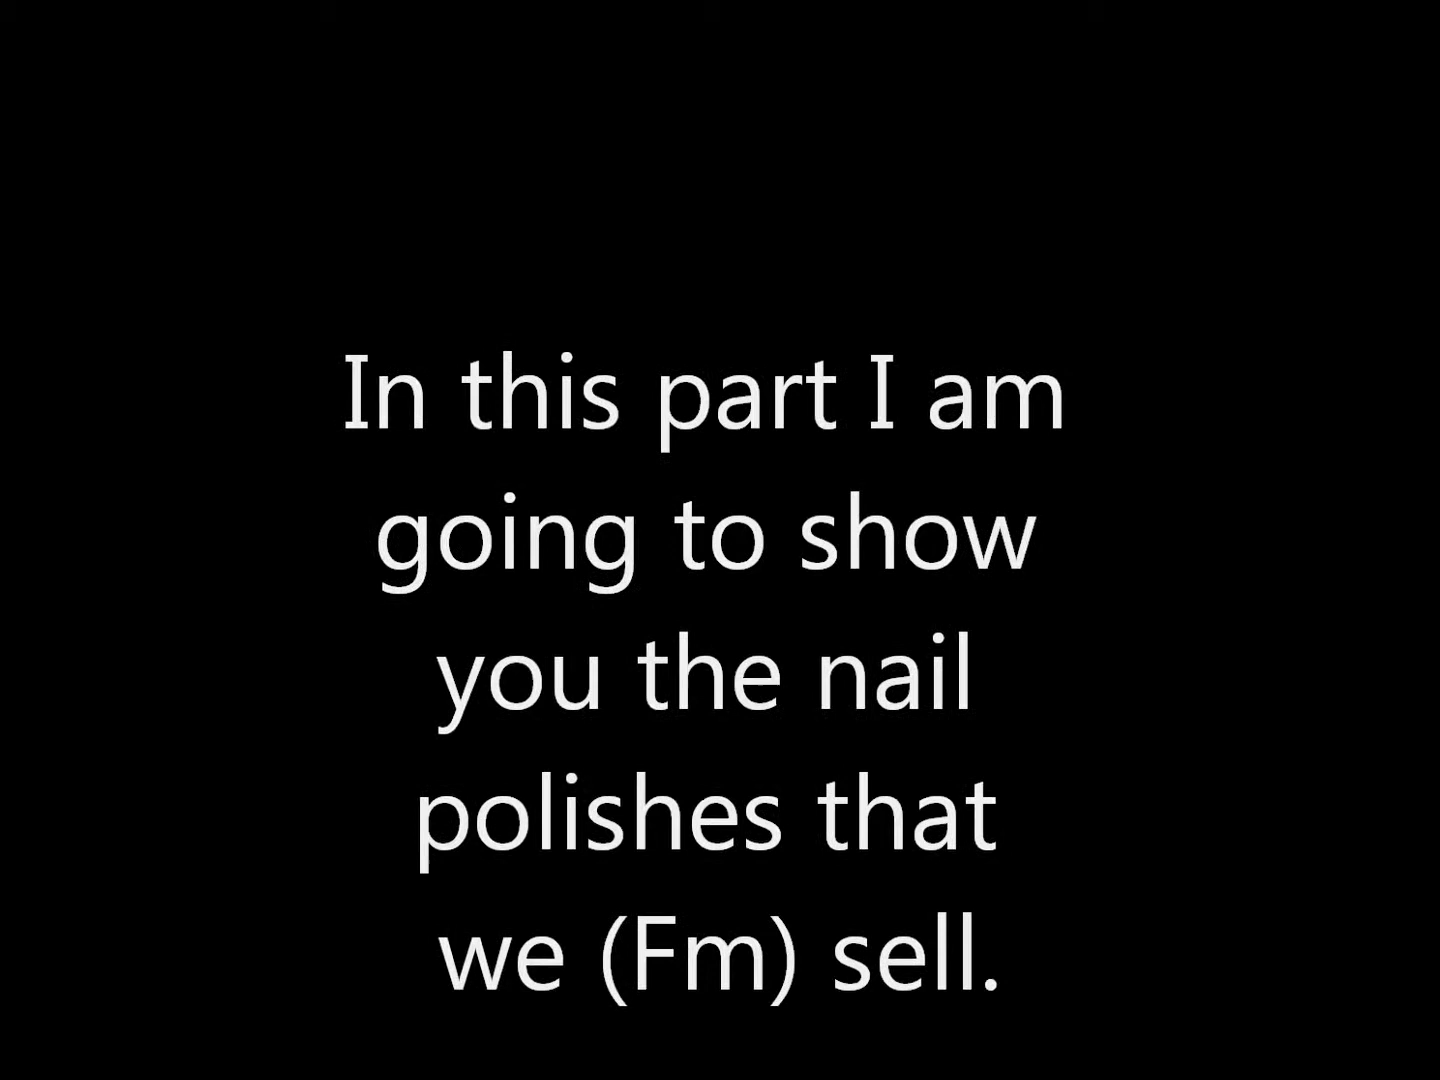 In this part I am
going to show
you the nail
polishes that
we (Fm) sell.